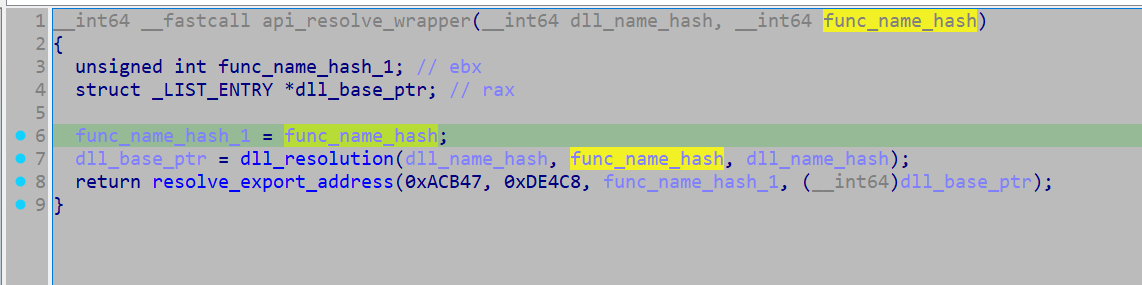 1 __int64 __fastcall api_resolve_wrapper(__int64 dll_name_hash, __int64 func_name_hash)
2 {
3 unsigned int func_name_hash_1; // ebx
4 struct _LIST_ENTRY *dll_base_ptr; // rax
5
6 func_name_hash_1 = func_name_hash;
7 dll_base_ptr = dll_resolution(dll_name_hash, func_name_hash, dll_name_hash);
8 return resolve_export_address(0xACB47, 0xDE4C8, func_name_hash_1, (__int64)dll_base_ptr);
9 }